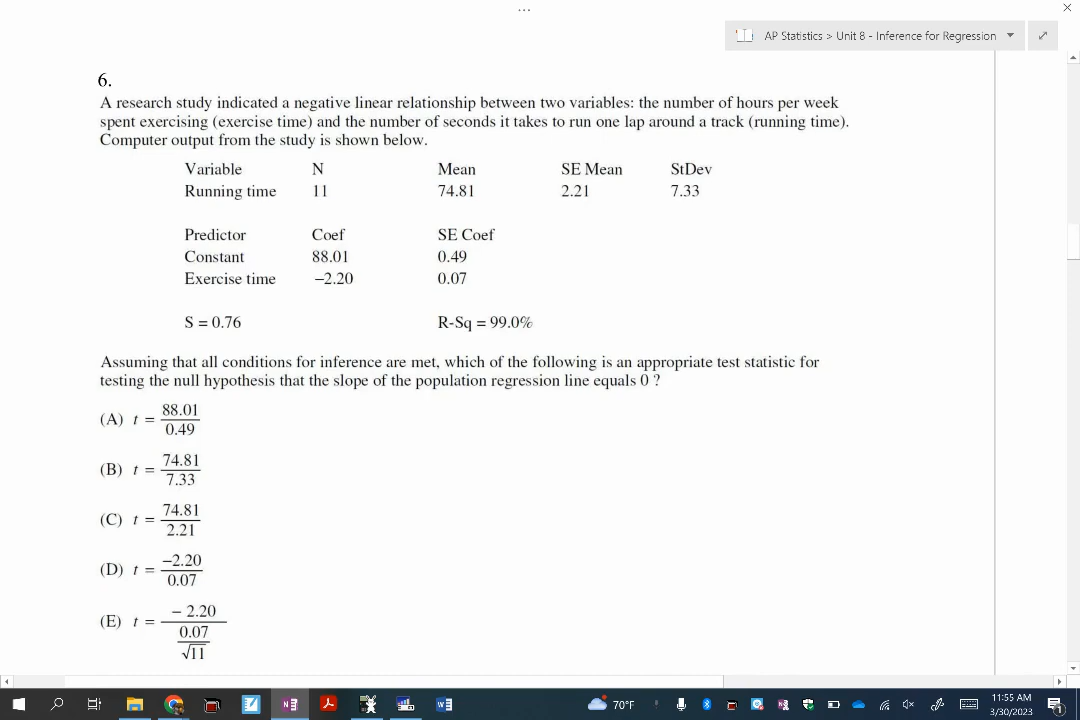 ...
AP Statistics > Unit 8 - Inference for Regression
6.
A research study indicated a negative linear relationship between two variables: the number of hours per week
spent exercising (exercise time) and the number of seconds it takes to run one lap around a track (running time).
Computer output from the study is shown below.
Variable N Mean SE Mean StDev
Running time 11 74.81 2.21 7.33
Predictor Coef SE Coef
Constant 88.01 0.49
Exercise time −2.20 0.07
S = 0.76 R-Sq = 99.0%
Assuming that all conditions for inference are met, which of the following is an appropriate test statistic for
testing the null hypothesis that the slope of the population regression line equals 0 ?
(A) t = 88.01
0.49
(B) t = 74.81
7.33
(C) t = 74.81
2.21
(D) t = −2.20
0.07
(E) t = − 2.20
0.07
√11
70°F
11:55 AM
3/30/2023